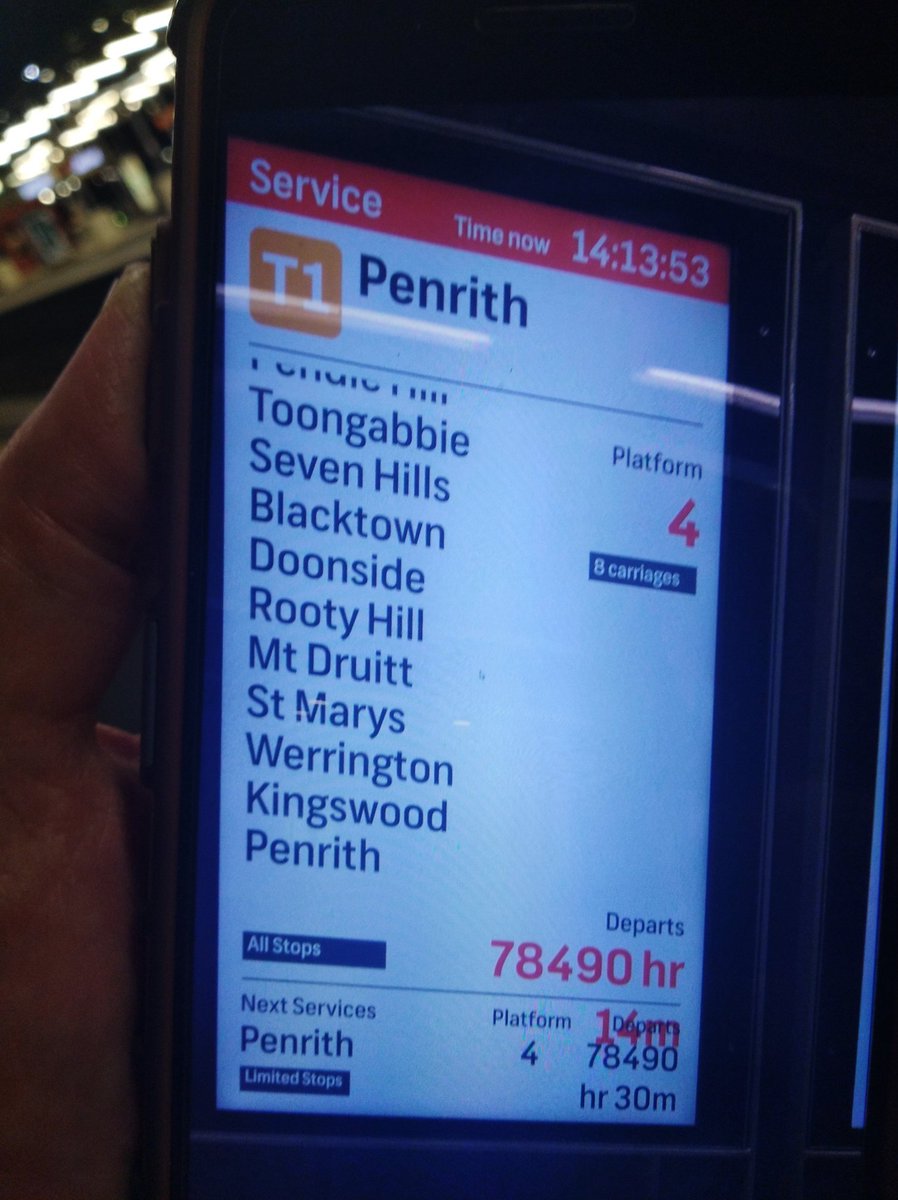 Service
Time now 14:13:53
T1 Penrith
Toongabbie
Seven Hills
Blacktown
Doonside
Rooty Hill
Mt Druitt
St Marys
Werrington
Kingswood
Penrith
Platform
4
8 carriages
All Stops
Departs
78490 hr
14m
Next Services Platform Departs
Penrith 4 78490
Limited Stops hr 30m